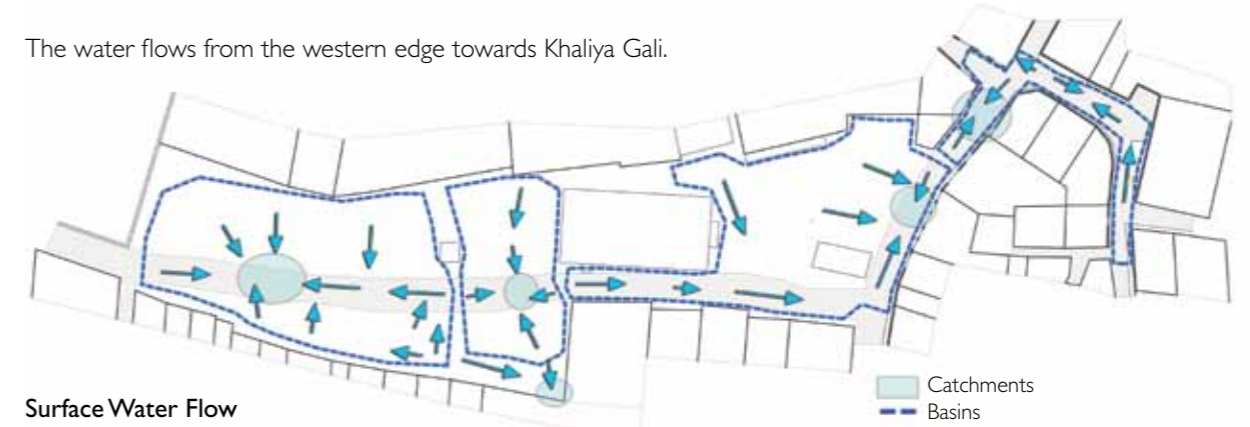 The water flows from the western edge towards Khaliya Gali.
Catchments
Basins
Surface Water Flow